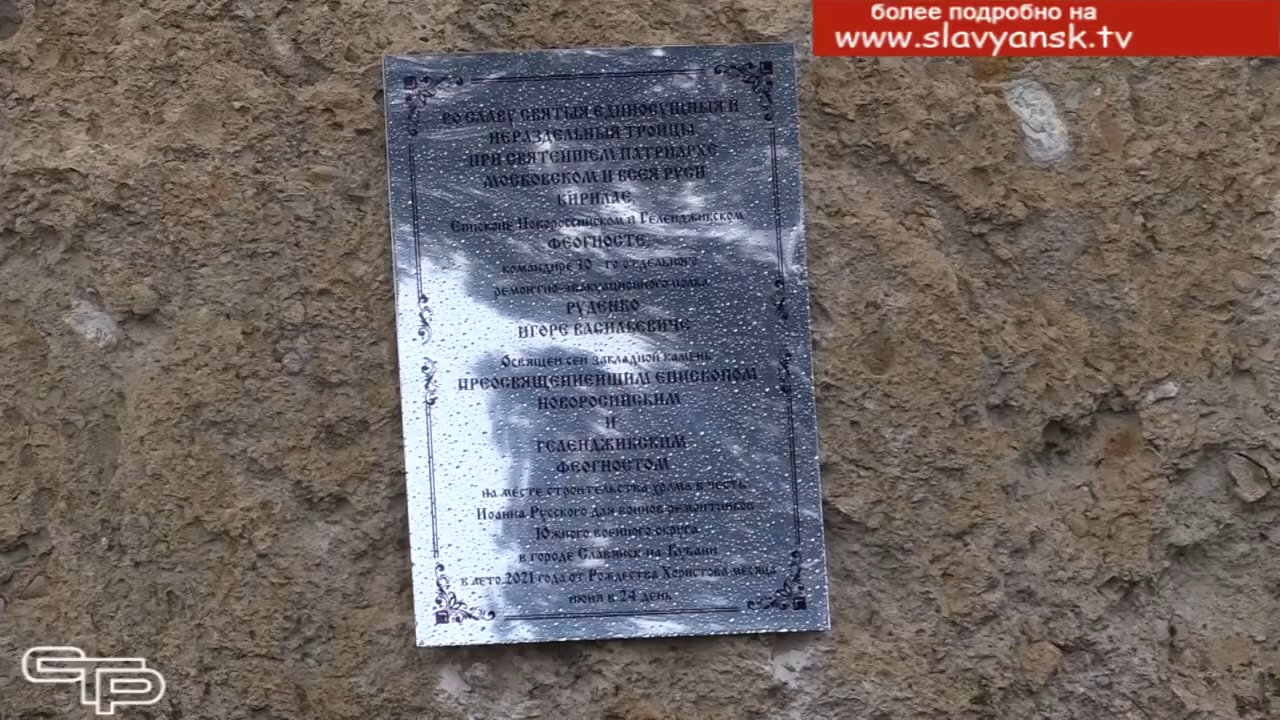 более подробно на
www.slavyansk.tv
ВО СЛАВУ СВЯТЫЯ ЕДИНОСУЩНЫЯ И
НЕРАЗДЕЛЬНЫЯ ТРОИЦЫ
ПРИ СВЯТЕЙШЕМ ПАТРИАРХЕ
МОСКОВСКОМ И ВСЕЯ РУСИ
КИРИЛЛЕ,
Епископе Новороссийском и Геленджикском
ФЕОГНОСТЕ,
командире 10 - го отдельного
ремонтно-эвакуационного полка
РУДЕНКО
ИГОРЕ ВАСИЛЬЕВИЧЕ
Освящен сей закладной камень
ПРЕОСВЯЩЕННЕЙШИМ ЕПИСКОПОМ
НОВОРОСИЙСКИМ
И
ГЕЛЕНДЖИКСКИМ
ФЕОГНОСТОМ
на месте строительства храма в честь
Иоанна Русского для воинов ремонтников
Южного военного округа
в городе Славянск на Кубани
в лето 2021 года от Рождества Христова месяца
июня в 24 день
СТР